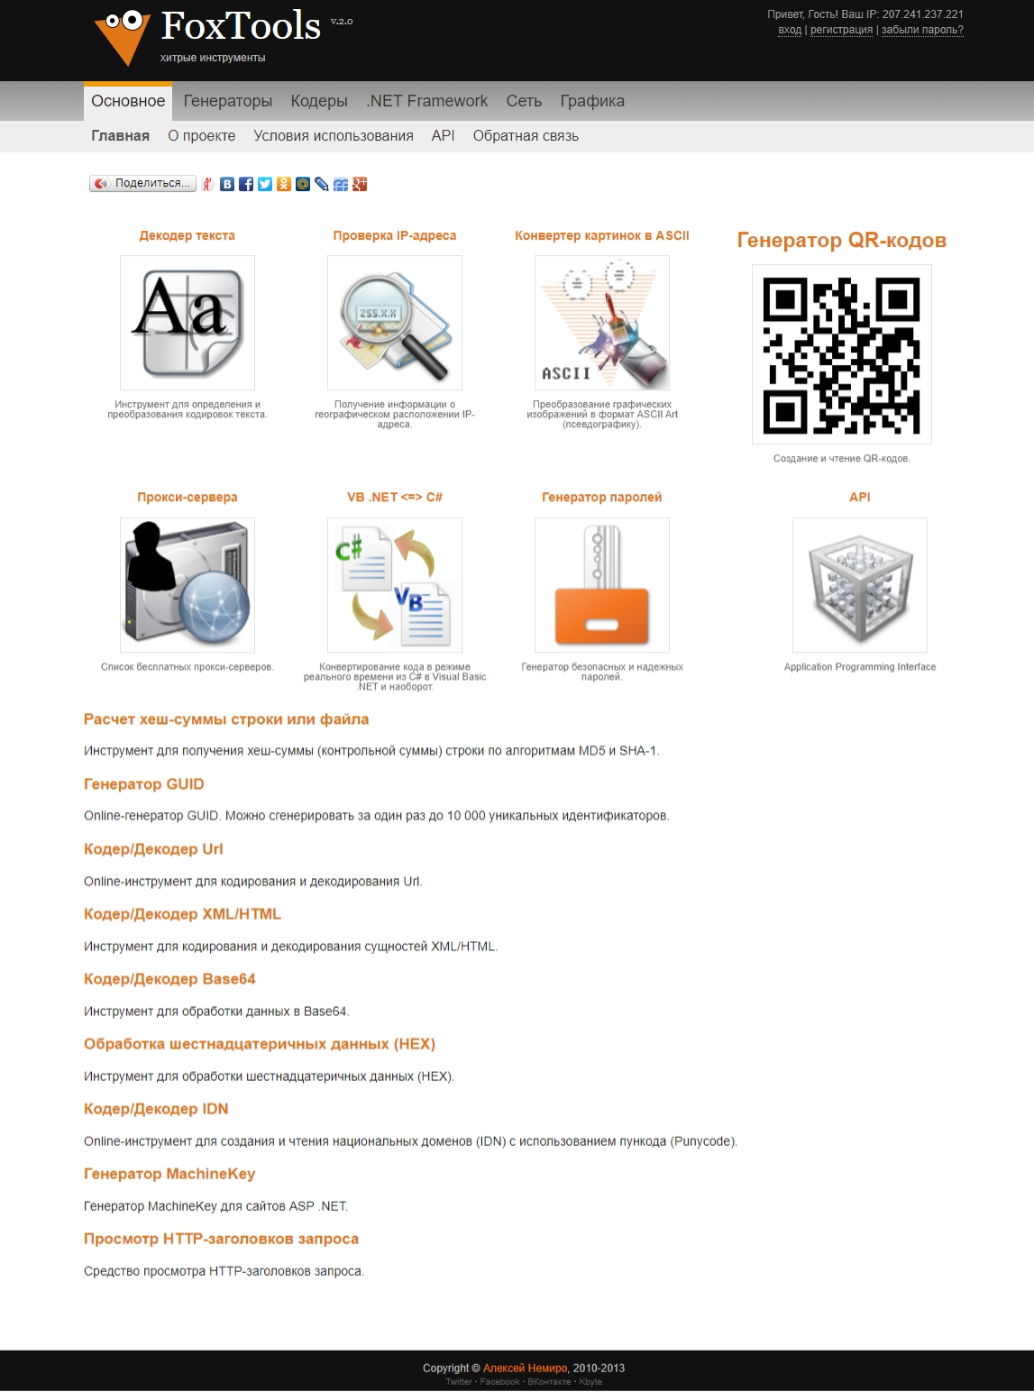 FoxTools v.2.0
хитрые инструменты
Привет, Гость! Ваш IP: 207.241.237.221
вход | регистрация | забыли пароль?
Основное Генераторы Кодеры .NET Framework Сеть Графика
Главная О проекте Условия использования API Обратная связь
Поделиться...
Декодер текста
Aa
Инструмент для определения и
преобразования кодировок текста.
Проверка IP-адреса
255.X.X
Получение информации о
географическом расположении IP-
адреса.
Конвертер картинок в ASCII
ASCII
Преобразование графических
изображений в формат ASCII Art
(псевдографику).
Генератор QR-кодов
Создание и чтение QR-кодов.
Прокси-сервера
Список бесплатных прокси-серверов.
VB .NET <=> C#
C#
VB
Конвертирование кода в режиме
реального времени из C# в Visual Basic
.NET и наоборот.
Генератор паролей
Генератор безопасных и надежных
паролей.
API
Application Programming Interface
Расчет хеш-суммы строки или файла
Инструмент для получения хеш-суммы (контрольной суммы) строки по алгоритмам MD5 и SHA-1.
Генератор GUID
Online-генератор GUID. Можно сгенерировать за один раз до 10 000 уникальных идентификаторов.
Кодер/Декодер Url
Online-инструмент для кодирования и декодирования Url.
Кодер/Декодер XML/HTML
Инструмент для кодирования и декодирования сущностей XML/HTML.
Кодер/Декодер Base64
Инструмент для обработки данных в Base64.
Обработка шестнадцатеричных данных (HEX)
Инструмент для обработки шестнадцатеричных данных (HEX).
Кодер/Декодер IDN
Online-инструмент для создания и чтения национальных доменов (IDN) с использованием пункода (Punycode).
Генератор MachineKey
Генератор MachineKey для сайтов ASP .NET.
Просмотр HTTP-заголовков запроса
Средство просмотра HTTP-заголовков запроса.
Copyright © Алексей Немиро, 2010-2013
Twitter - Facebook - ВКонтакте - Kbyte